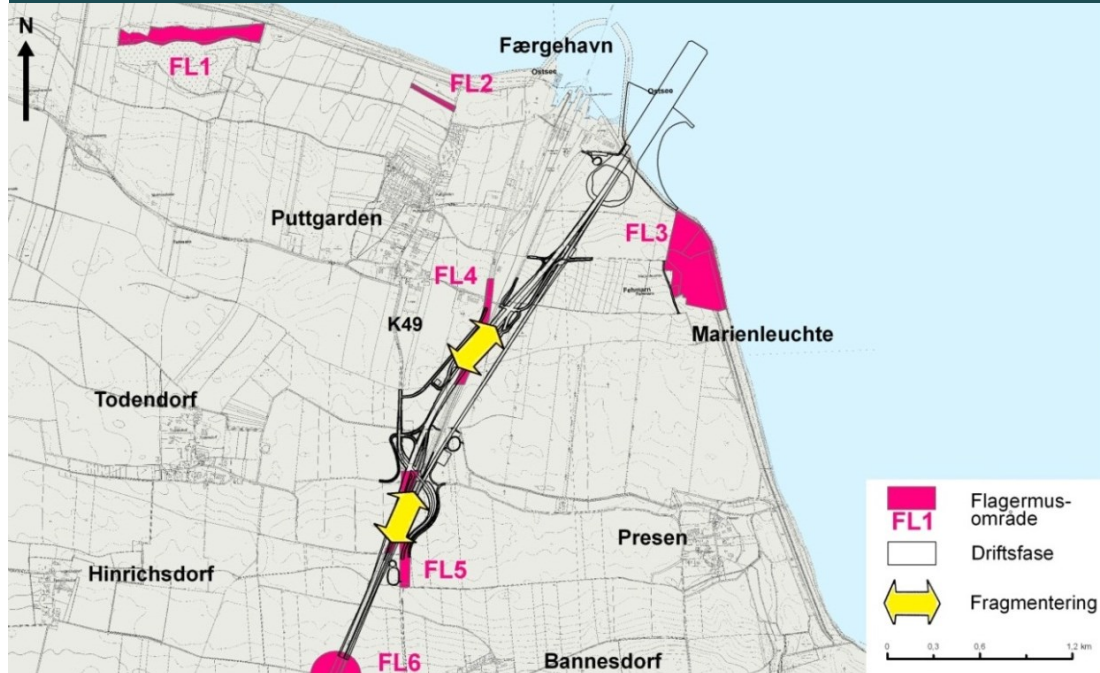 N
FL1
Færgehavn
Ostsee
FL2
Ostsee
Puttgarden
FL3
FL4
Fehmarn
K49
Marienleuchte
Todendorf
Presen
Hinrichsdorf
FL5
FL6
Bannesdorf
FL1
Flagermus-
område
Driftsfase
Fragmentering
0 0,3 0,6 1,2 km